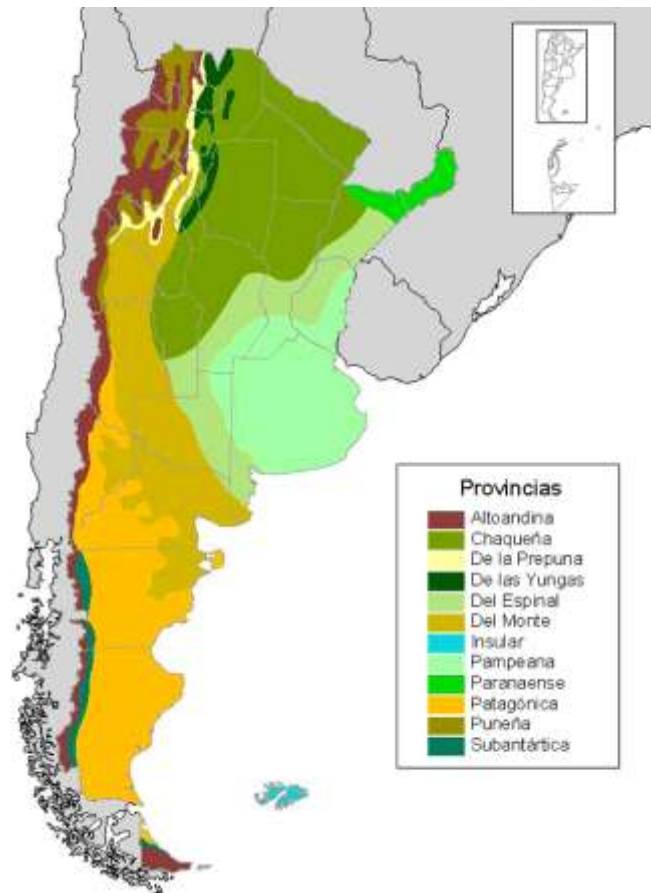 Provincias
Altoandina
Chaqueña
De la Prepuna
De las Yungas
Del Espinal
Del Monte
Insular
Pampeana
Paranaense
Patagónica
Puneña
Subantártica